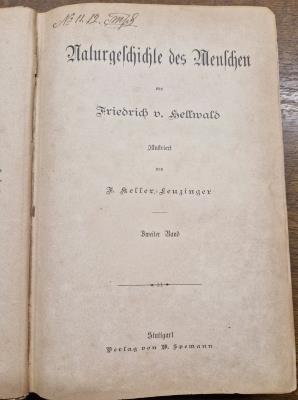 Naturgeschichte des Menschen
von
Friedrich v. Hellwald
Illustriert
von
F. Keller-Leuzinger
Zweiter Band
Stuttgart
Verlag von W. Spemann